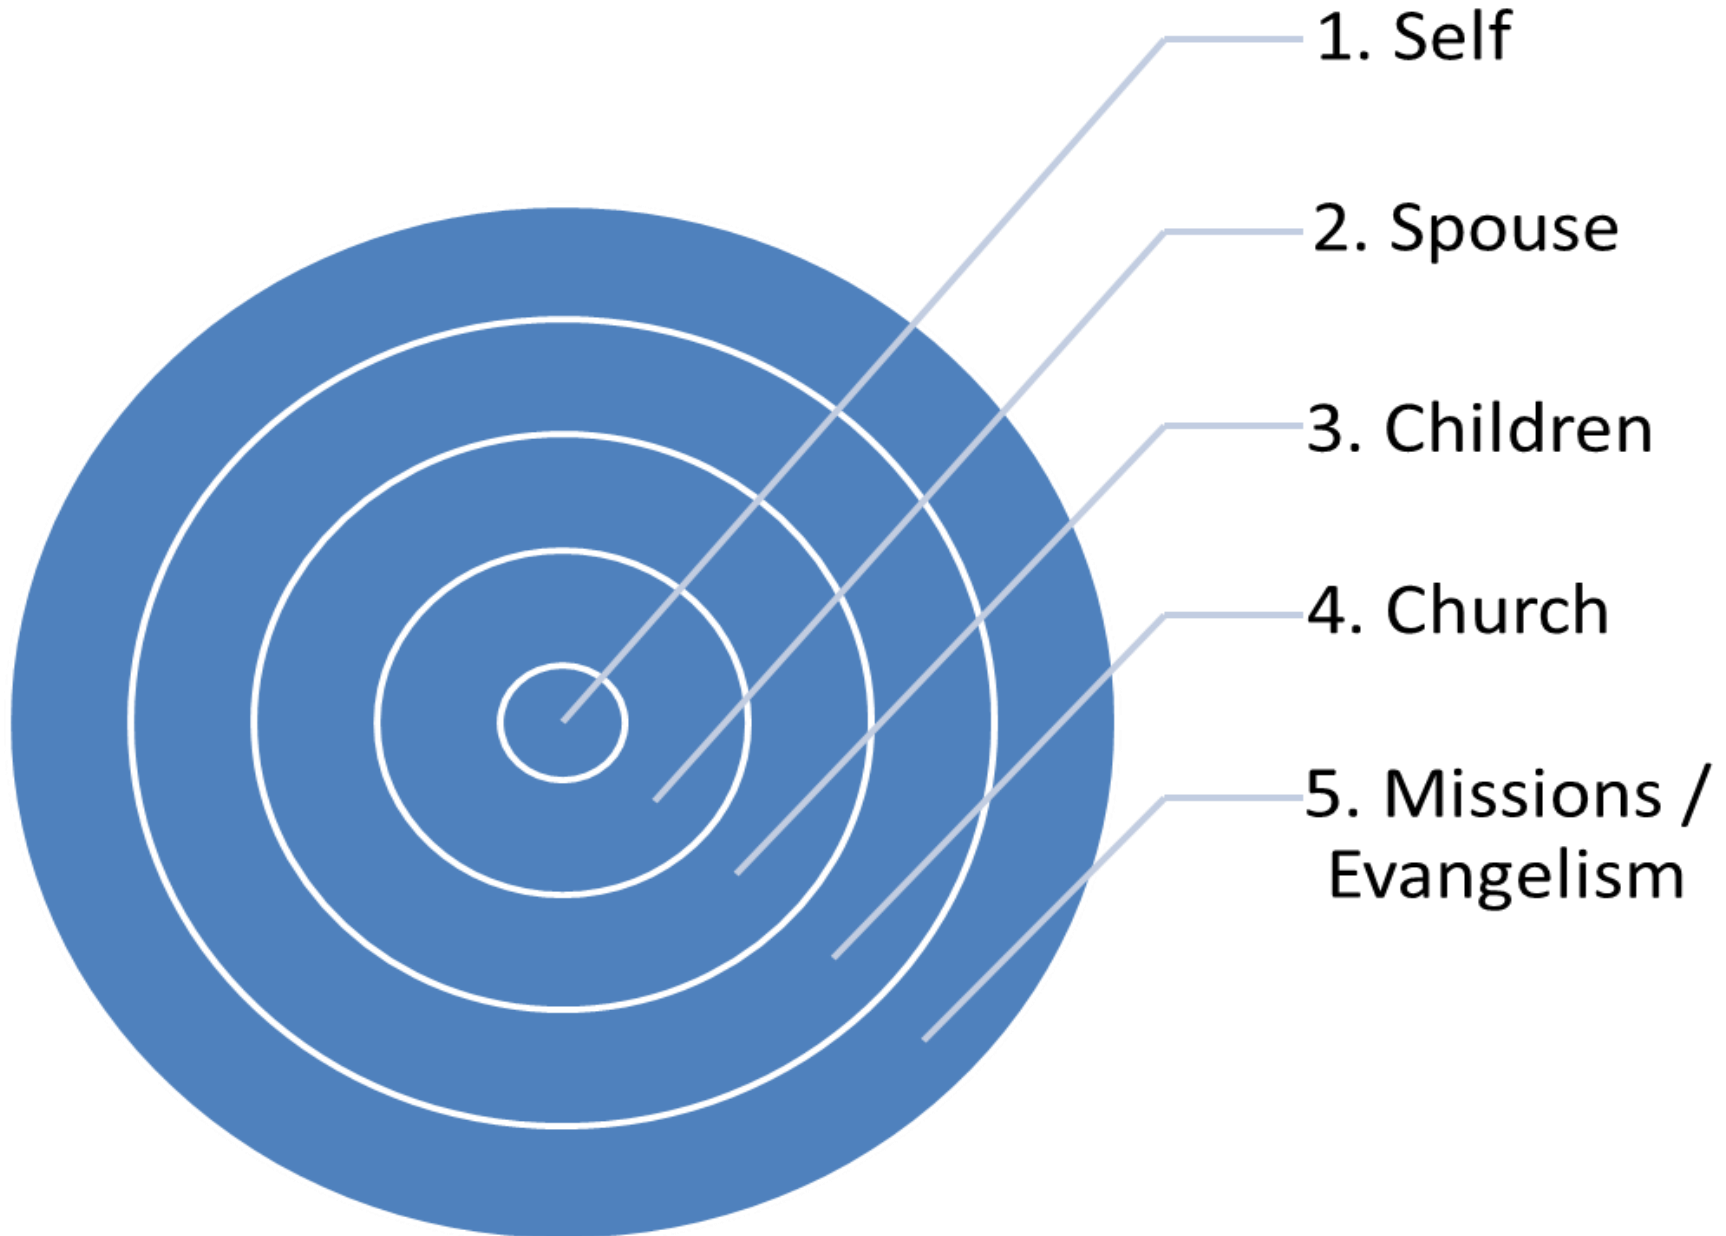 1. Self
2. Spouse
3. Children
4. Church
5. Missions /
Evangelism